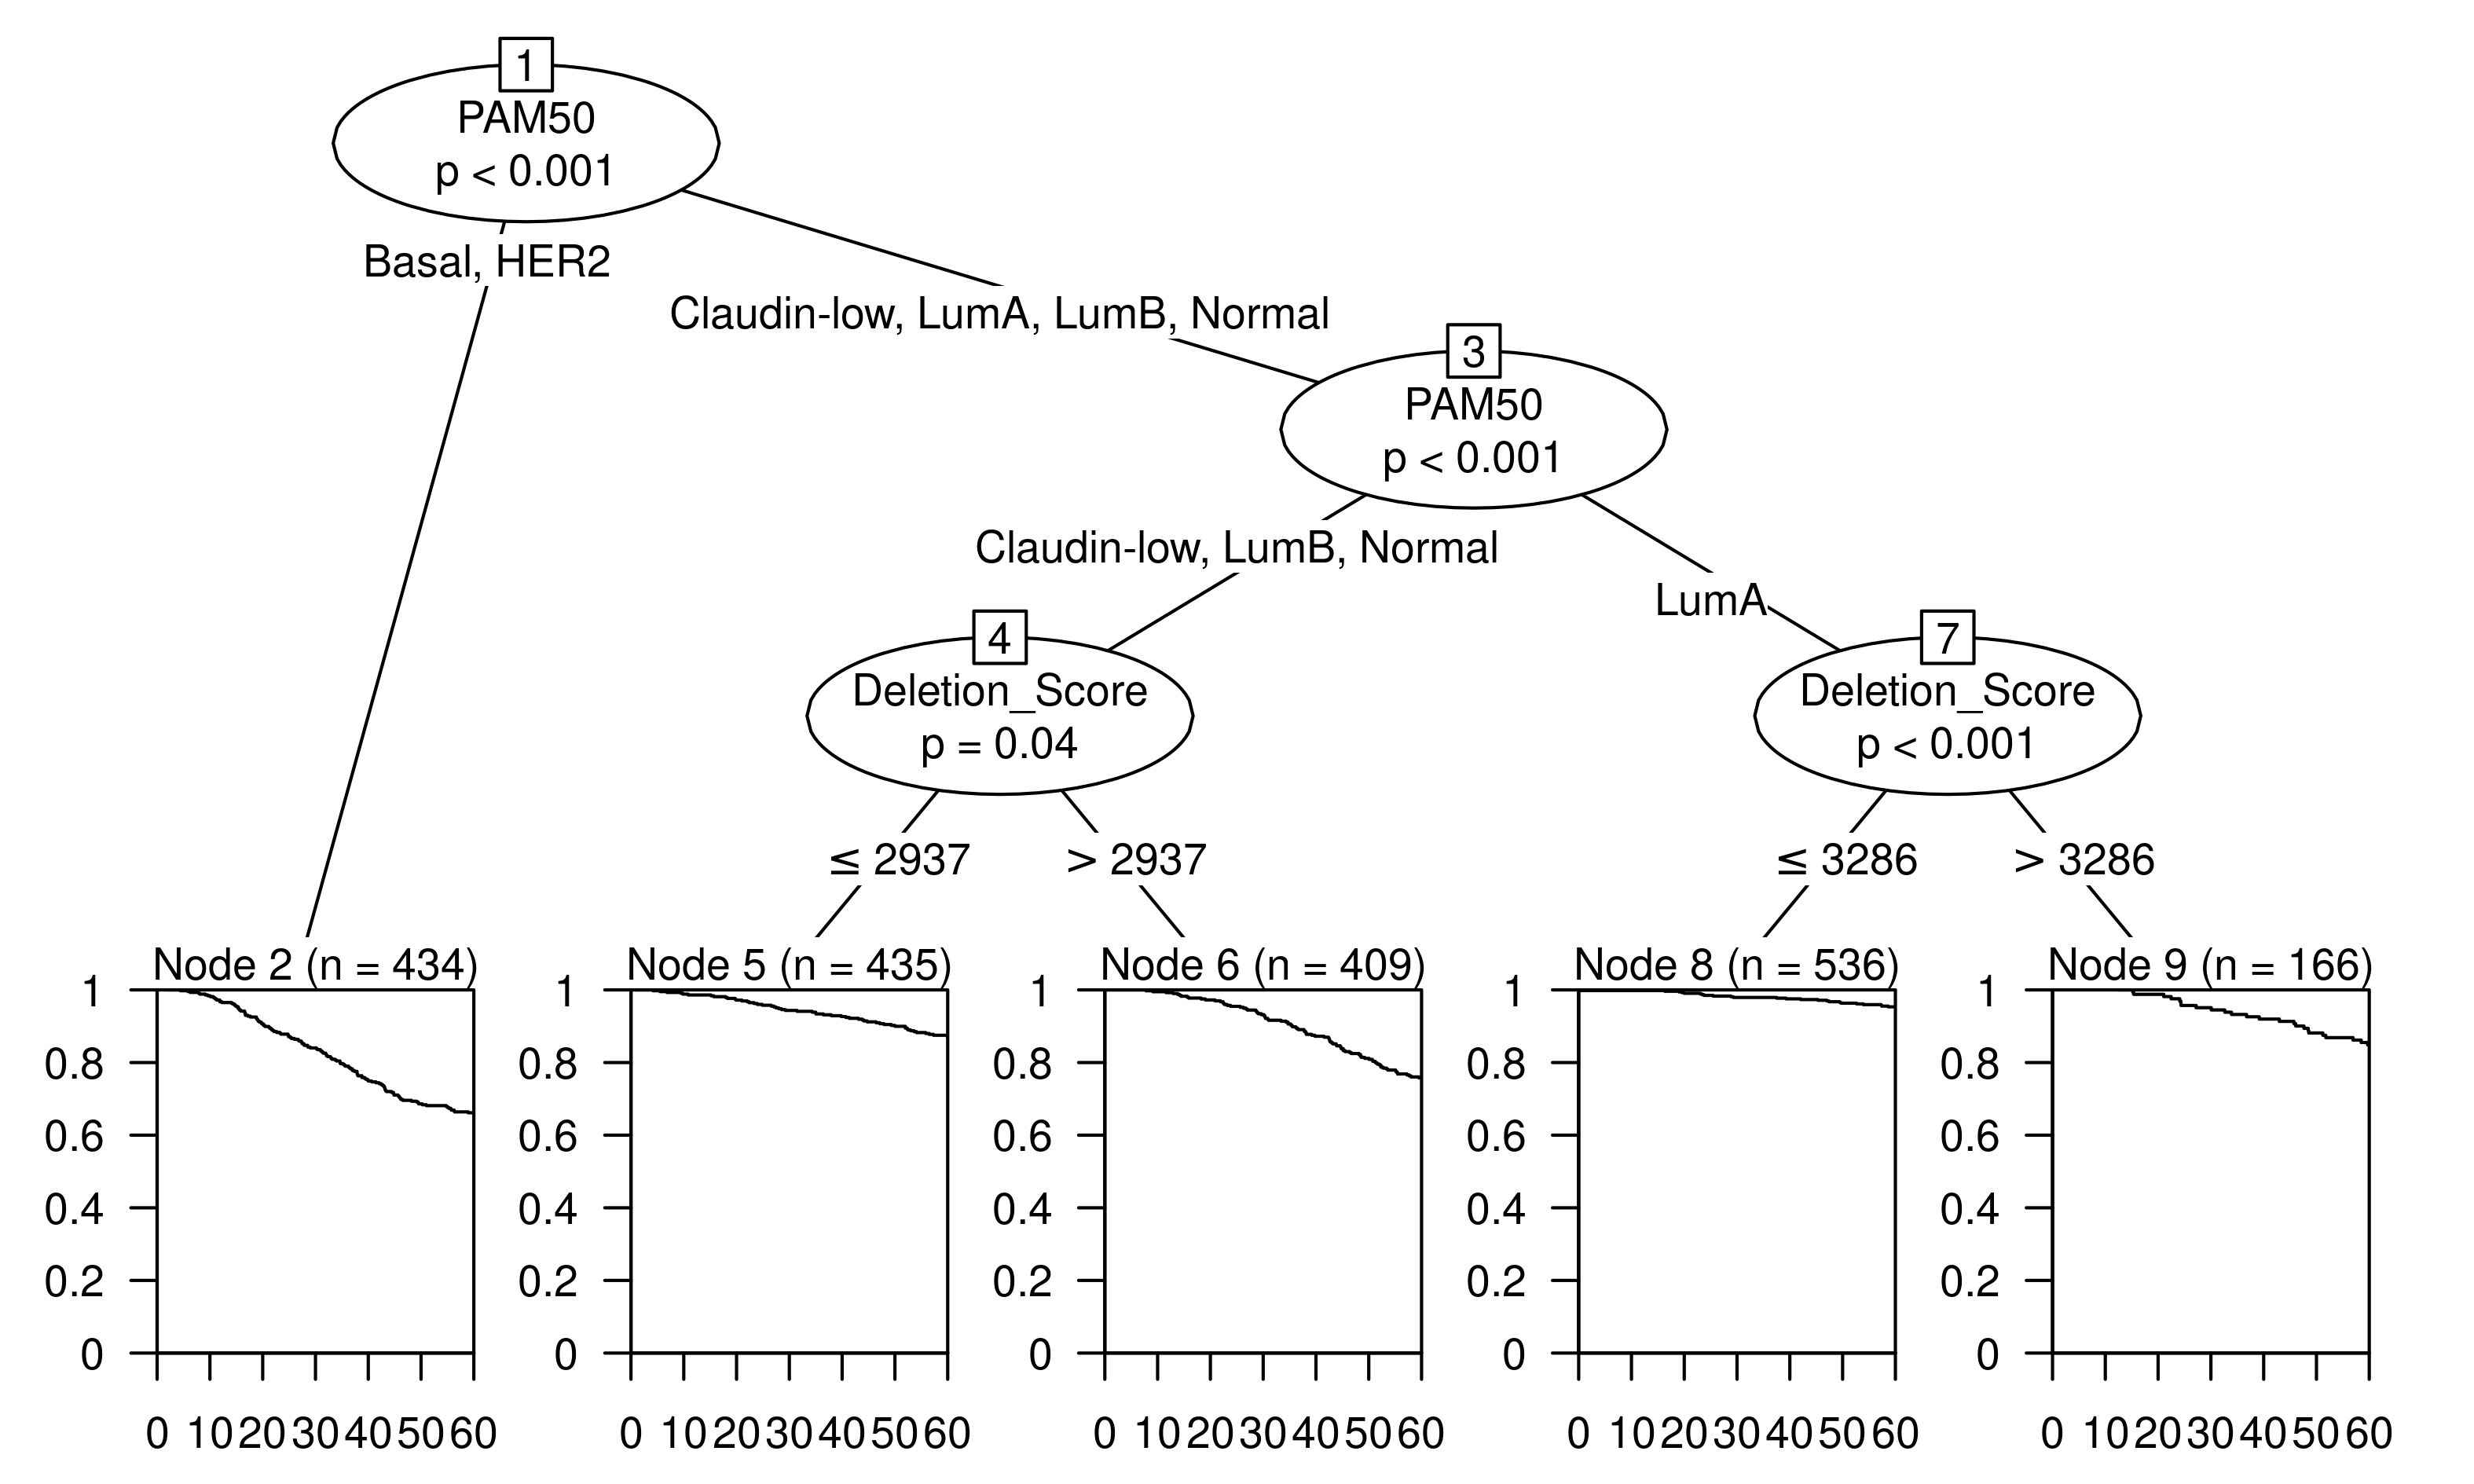 1
PAM50
p < 0.001
Basal, HER2
Claudin-low, LumA, LumB, Normal
3
PAM50
p < 0.001
Claudin-low, LumB, Normal
LumA
4
Deletion_Score
p = 0.04
7
Deletion_Score
p < 0.001
≤ 2937
> 2937
≤ 3286
> 3286
Node 2 (n = 434)
1
0.8
0.6
0.4
0.2
0
0 10 20 30 40 50 60
Node 5 (n = 435)
1
0.8
0.6
0.4
0.2
0
0 10 20 30 40 50 60
Node 6 (n = 409)
1
0.8
0.6
0.4
0.2
0
0 10 20 30 40 50 60
Node 8 (n = 536)
1
0.8
0.6
0.4
0.2
0
0 10 20 30 40 50 60
Node 9 (n = 166)
1
0.8
0.6
0.4
0.2
0
0 10 20 30 40 50 60